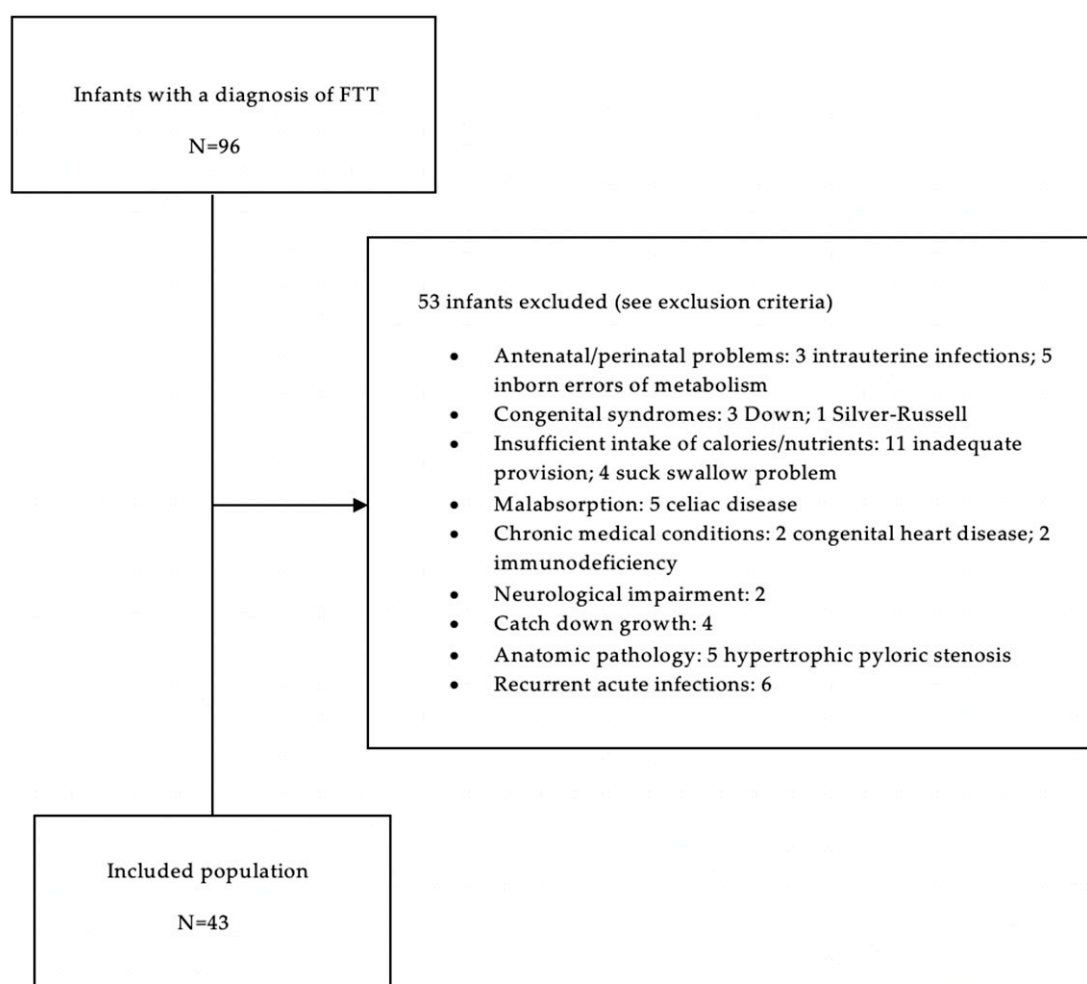 Infants with a diagnosis of FTT
N=96
53 infants excluded (see exclusion criteria)
• Antenatal/perinatal problems: 3 intrauterine infections; 5
inborn errors of metabolism
• Congenital syndromes: 3 Down; 1 Silver-Russell
• Insufficient intake of calories/nutrients: 11 inadequate
provision; 4 suck swallow problem
• Malabsorption: 5 celiac disease
• Chronic medical conditions: 2 congenital heart disease; 2
immunodeficiency
• Neurological impairment: 2
• Catch down growth: 4
• Anatomic pathology: 5 hypertrophic pyloric stenosis
• Recurrent acute infections: 6
Included population
N=43